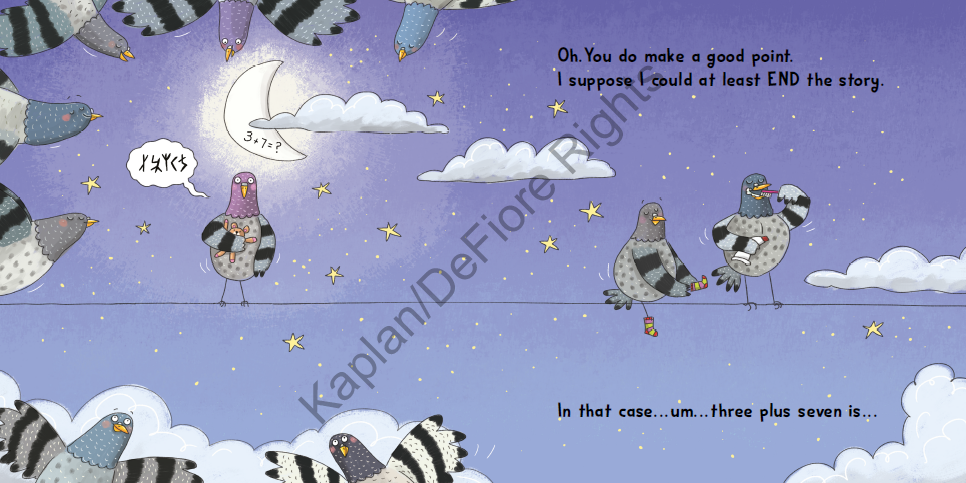 Oh. You do make a good point.
I suppose I could at least END the story.
3+7=?
In that case...um...three plus seven is...
Kaplan/DeFiore Rights